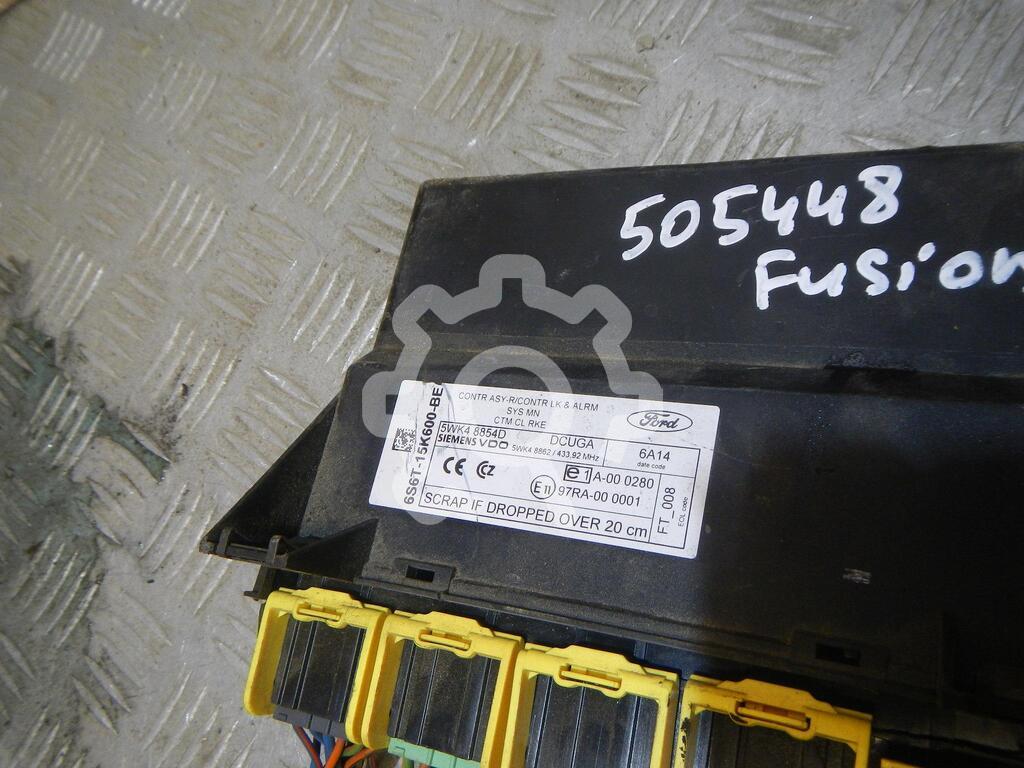 505448
Fusion
CONTR ASY-R/CONTR LK & ALRM
SYS MN
CTM CL RKE
Ford
6S6T-15K600-BE
5WK4 8854D
DCUGA
SIEMENS VDO
5WK4 8862 / 433.92 MHz
6A14
date code
CE
e1 A-00 0280
E11 97RA-00 0001
SCRAP IF DROPPED OVER 20 cm
FT_008
EOL code